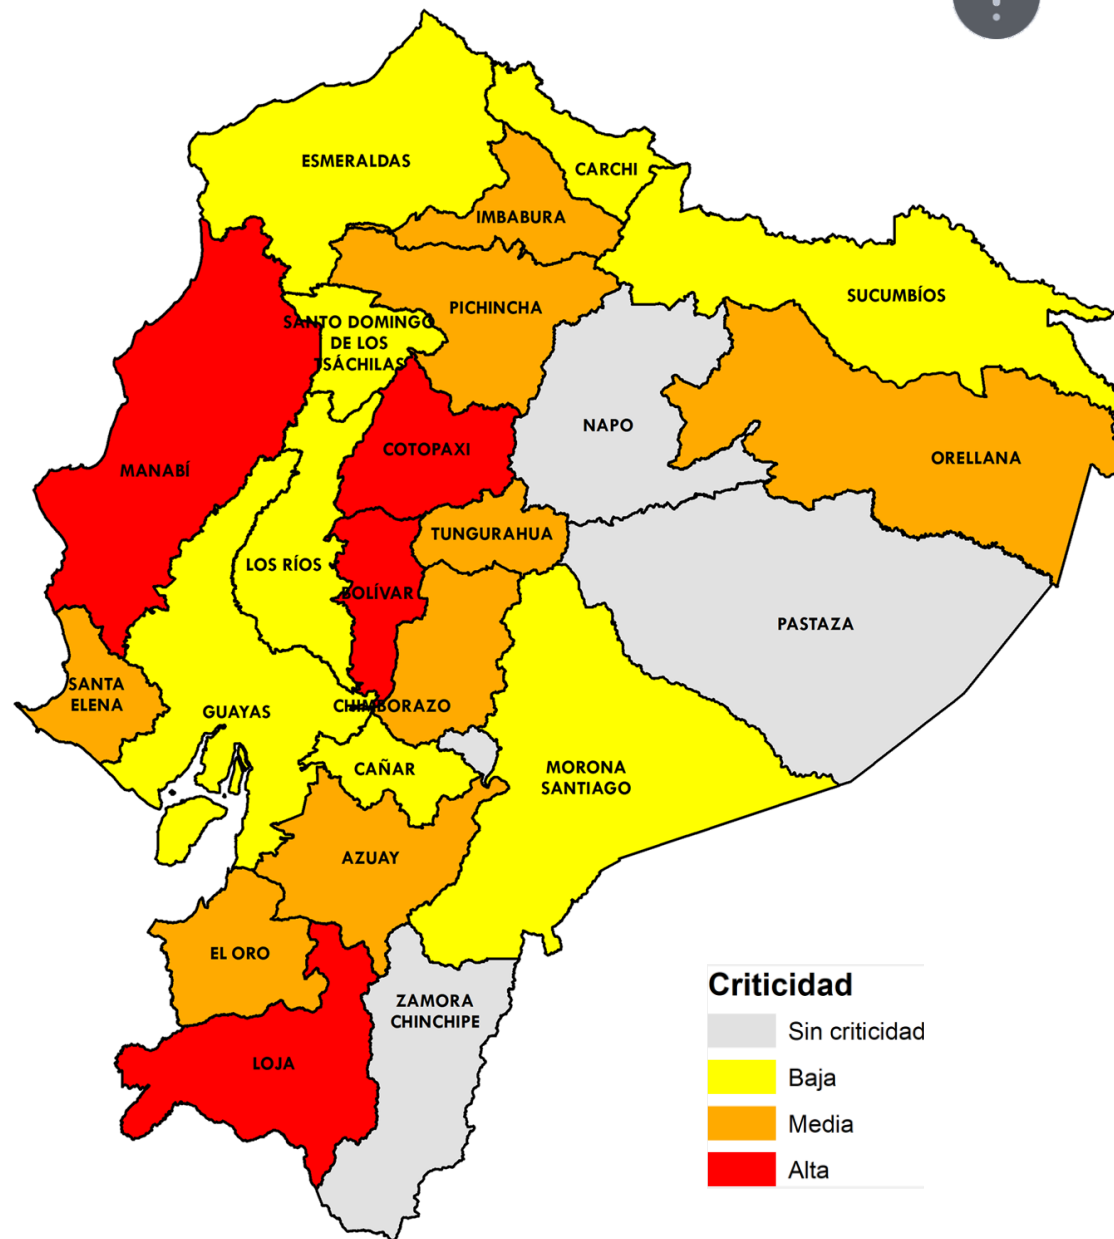 ESMERALDAS
CARCHI
IMBABURA
SUCUMBÍOS
PICHINCHA
SANTO DOMINGO
DE LOS
TSÁCHILAS
NAPO
COTOPAXI
ORELLANA
MANABÍ
TUNGURAHUA
LOS RÍOS
BOLÍVAR
PASTAZA
SANTA
ELENA
CHIMBORAZO
GUAYAS
CAÑAR
MORONA
SANTIAGO
AZUAY
EL ORO
ZAMORA
CHINCHIPE
LOJA
Criticidad
Sin criticidad
Baja
Media
Alta